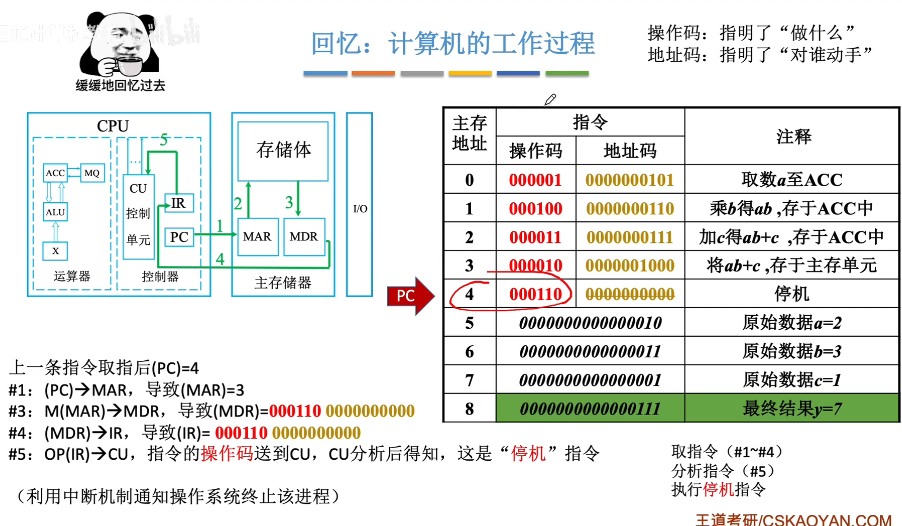 缓缓地回忆过去
回忆：计算机的工作过程
操作码：指明了“做什么”
地址码：指明了“对谁动手”
CPU
ACC
MQ
ALU
X
运算器
5
...
CU
控制
单元
IR
PC
控制器
1
4
存储体
2
3
MAR
MDR
主存储器
I/O
PC
主存地址 指令 注释
操作码 地址码
0 000001 0000000101 取数a至ACC
1 000100 0000000110 乘b得ab ,存于ACC中
2 000011 0000000111 加c得ab+c ,存于ACC中
3 000010 0000001000 将ab+c ,存于主存单元
4 000110 0000000000 停机
5 0000000000000010 原始数据a=2
6 0000000000000011 原始数据b=3
7 0000000000000001 原始数据c=1
8 0000000000000111 最终结果y=7
上一条指令取指后(PC)=4
#1：(PC)→MAR，导致(MAR)=3
#3：M(MAR)→MDR，导致(MDR)=000110 0000000000
#4：(MDR)→IR，导致(IR)= 000110 0000000000
#5：OP(IR)→CU，指令的操作码送到CU，CU分析后得知，这是“停机”指令
（利用中断机制通知操作系统终止该进程）
取指令（#1~#4）
分析指令（#5）
执行停机指令
王道考研/CSKAOYAN.COM